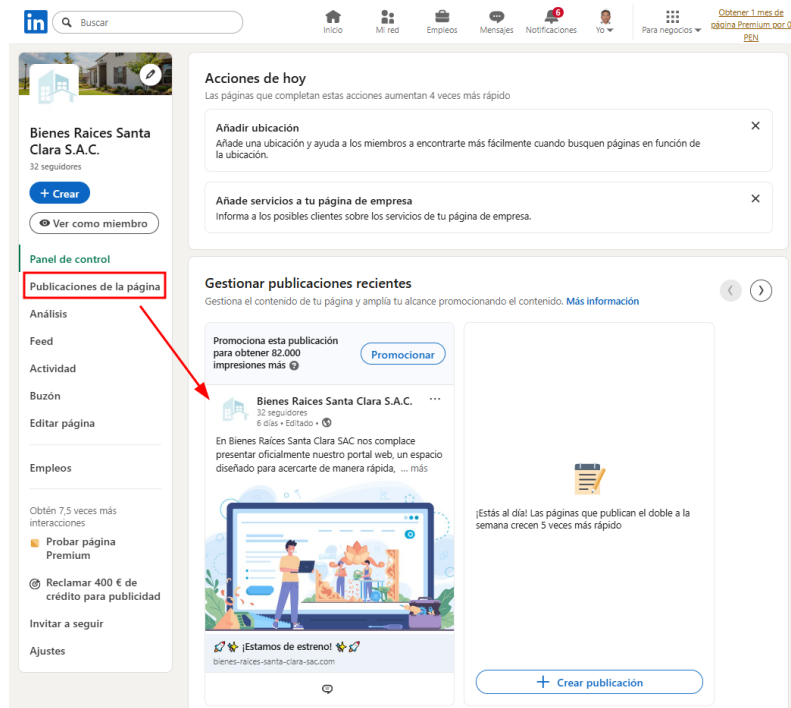 in
Buscar
Inicio
Mi red
Empleos
Mensajes
6
Notificaciones
Yo
Para negocios
Obtener 1 mes de
página Premium por 0
PEN
Bienes Raices Santa
Clara S.A.C.
32 seguidores
+ Crear
Ver como miembro
Panel de control
Publicaciones de la página
Análisis
Feed
Actividad
Buzón
Editar página
Empleos
Obtén 7,5 veces más
interacciones
Probar página
Premium
Reclamar 400 € de
crédito para publicidad
Invitar a seguir
Ajustes
Acciones de hoy
Las páginas que completan estas acciones aumentan 4 veces más rápido
Añadir ubicación
Añade una ubicación y ayuda a los miembros a encontrarte más fácilmente cuando busquen páginas en función de
la ubicación.
Añade servicios a tu página de empresa
Informa a los posibles clientes sobre los servicios de tu página de empresa.
Gestionar publicaciones recientes
Gestiona el contenido de tu página y amplía tu alcance promocionando el contenido. Más información
Promociona esta publicación
para obtener 82.000
impresiones más
Promocionar
Bienes Raices Santa Clara S.A.C.
32 seguidores
6 días • Editado •
En Bienes Raíces Santa Clara SAC nos complace
presentar oficialmente nuestro portal web, un espacio
diseñado para acercarte de manera rápida, ... más
¡Estamos de estreno!
bienes-raices-santa-clara-sac.com
¡Estás al día! Las páginas que publican el doble a la
semana crecen 5 veces más rápido
+ Crear publicación